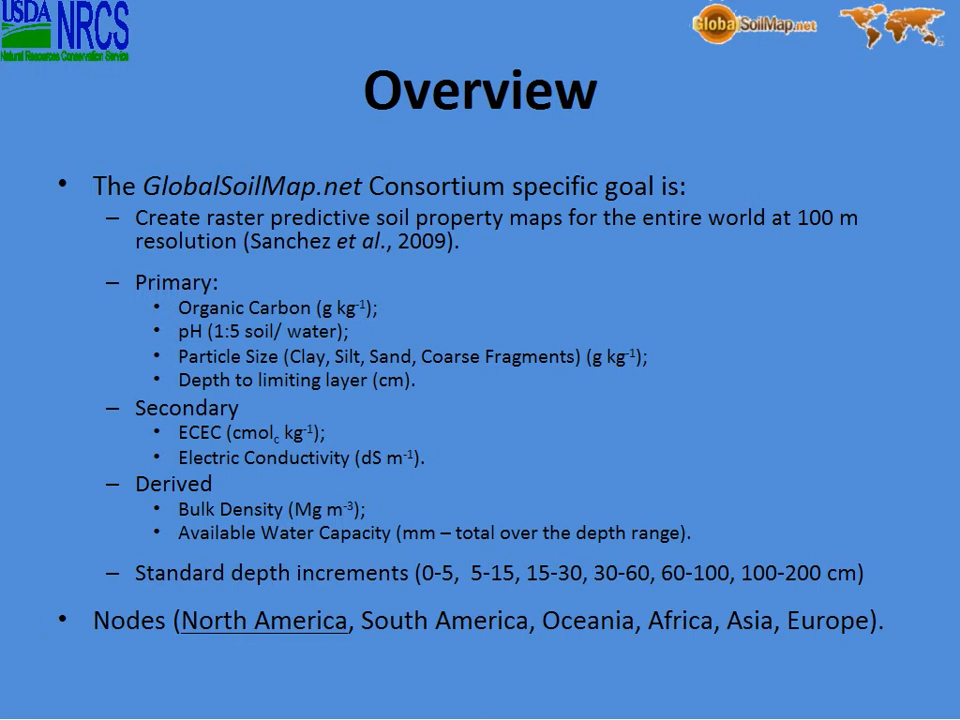 USDA NRCS
Natural Resources Conservation Service
GlobalSoilMap.net
Overview
• The GlobalSoilMap.net Consortium specific goal is:
– Create raster predictive soil property maps for the entire world at 100 m
resolution (Sanchez et al., 2009).
– Primary:
• Organic Carbon (g kg⁻¹);
• pH (1:5 soil/ water);
• Particle Size (Clay, Silt, Sand, Coarse Fragments) (g kg⁻¹);
• Depth to limiting layer (cm).
– Secondary
• ECEC (cmol꜀ kg⁻¹);
• Electric Conductivity (dS m⁻¹).
– Derived
• Bulk Density (Mg m⁻³);
• Available Water Capacity (mm – total over the depth range).
– Standard depth increments (0-5, 5-15, 15-30, 30-60, 60-100, 100-200 cm)
• Nodes (North America, South America, Oceania, Africa, Asia, Europe).